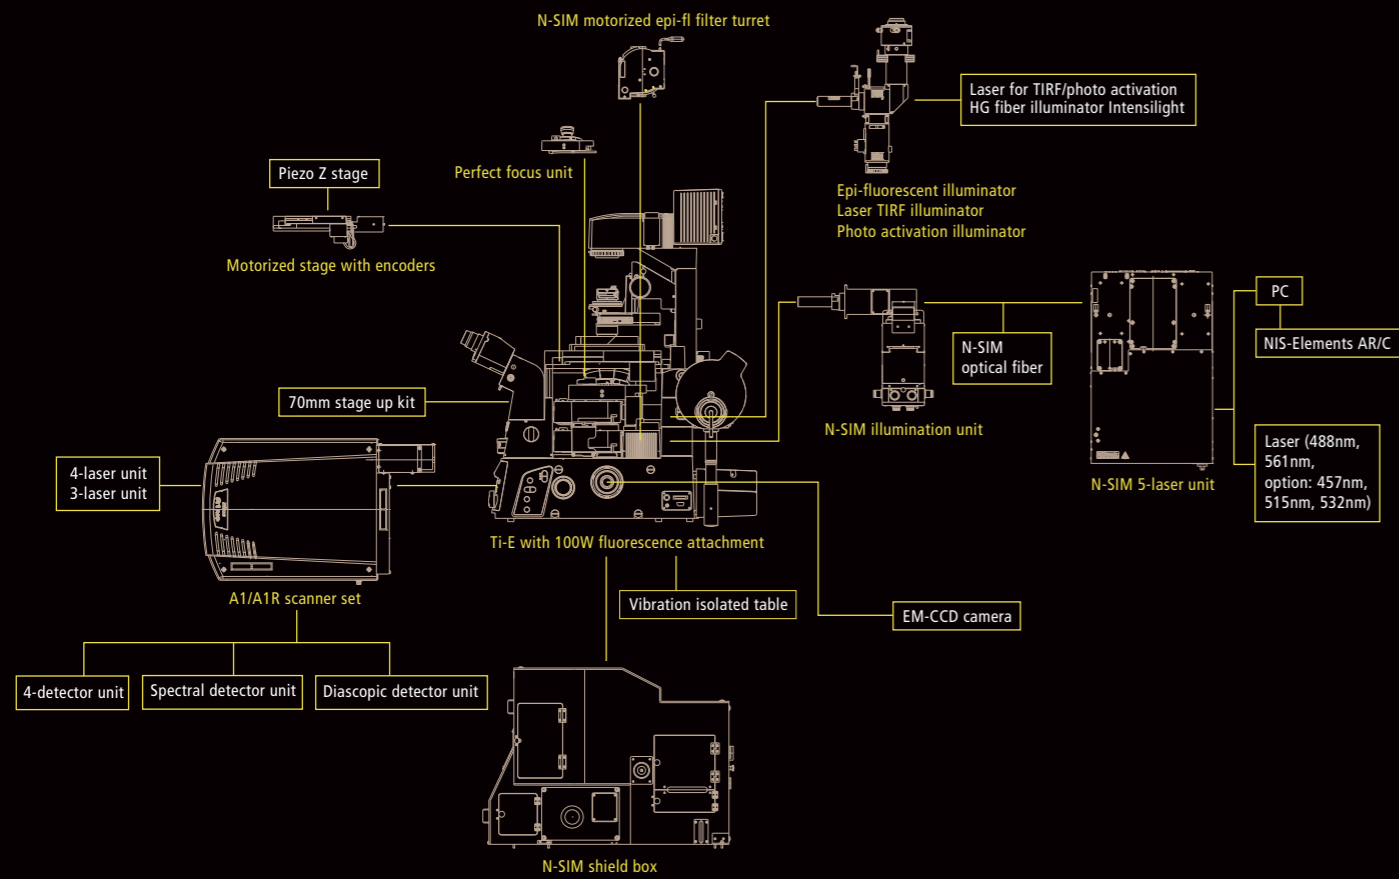 N-SIM motorized epi-fl filter turret
Laser for TIRF/photo activation
HG fiber illuminator Intensilight
Piezo Z stage
Perfect focus unit
Epi-fluorescent illuminator
Laser TIRF illuminator
Photo activation illuminator
Motorized stage with encoders
PC
NIS-Elements AR/C
N-SIM
optical fiber
70mm stage up kit
N-SIM illumination unit
4-laser unit
3-laser unit
Laser (488nm,
561nm,
option: 457nm,
515nm, 532nm)
N-SIM 5-laser unit
Ti-E with 100W fluorescence attachment
A1/A1R scanner set
Vibration isolated table
EM-CCD camera
4-detector unit
Spectral detector unit
Diascopic detector unit
N-SIM shield box